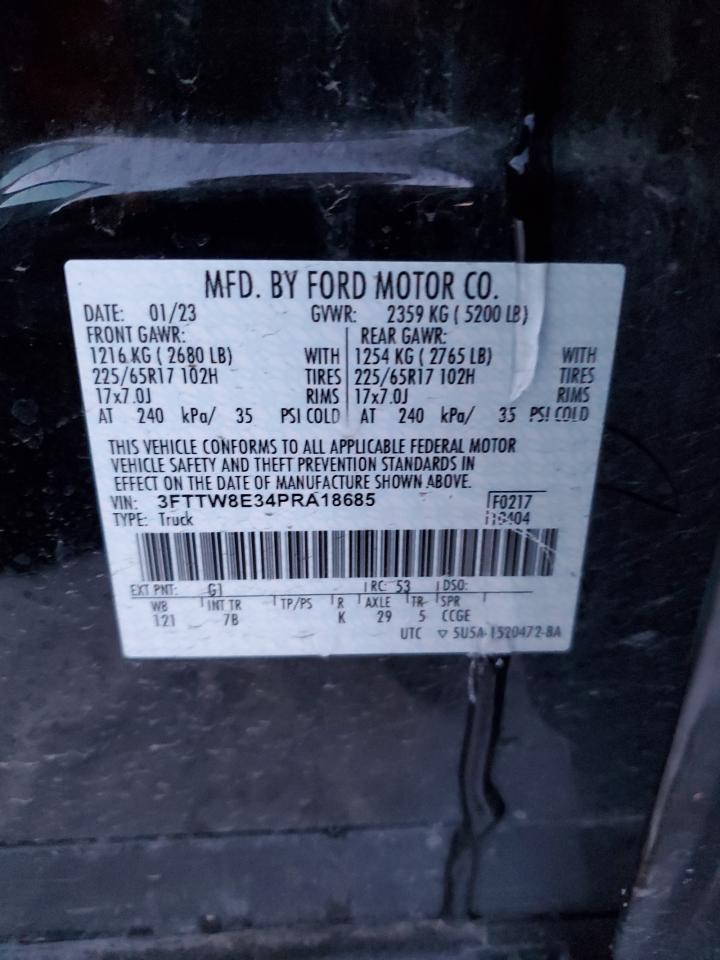 MFD. BY FORD MOTOR CO.
DATE: 01/23 GVWR: 2359 KG ( 5200 LB)
FRONT GAWR: REAR GAWR:
1216 KG ( 2680 LB) WITH 1254 KG ( 2765 LB) WITH
225/65R17 102H TIRES 225/65R17 102H TIRES
17x7.0J RIMS 17x7.0J RIMS
AT 240 kPa/ 35 PSI COLD AT 240 kPa/ 35 PSI COLD
THIS VEHICLE CONFORMS TO ALL APPLICABLE FEDERAL MOTOR
VEHICLE SAFETY AND THEFT PREVENTION STANDARDS IN
EFFECT ON THE DATE OF MANUFACTURE SHOWN ABOVE.
VIN: 3FTTW8E34PRA18685 F0217
TYPE: Truck
EXT PNT: G1 RC: 53 DSO:
WB INT TR TP/PS R AXLE TR SPR
121 7B K 29 5 CCGE
UTC ▽ 5U5A-1520472-BA